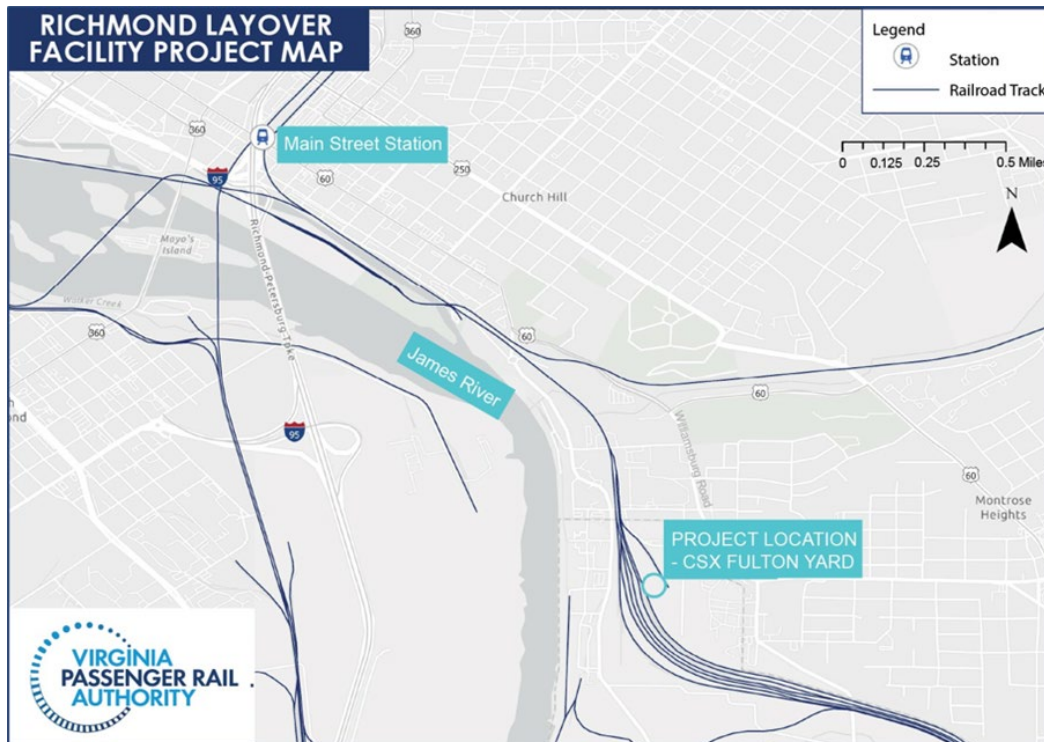 RICHMOND LAYOVER
FACILITY PROJECT MAP
Legend
Station
Railroad Track
0 0.125 0.25 0.5 Miles
N
360
360
Main Street Station
95
60
250
Church Hill
Mayo's
Island
Richmond-Petersburg Tpke
Walker Creek
360
60
James River
60
Williamsburg Road
95
60
Montrose
Heights
PROJECT LOCATION
- CSX FULTON YARD
VIRGINIA
PASSENGER RAIL
AUTHORITY